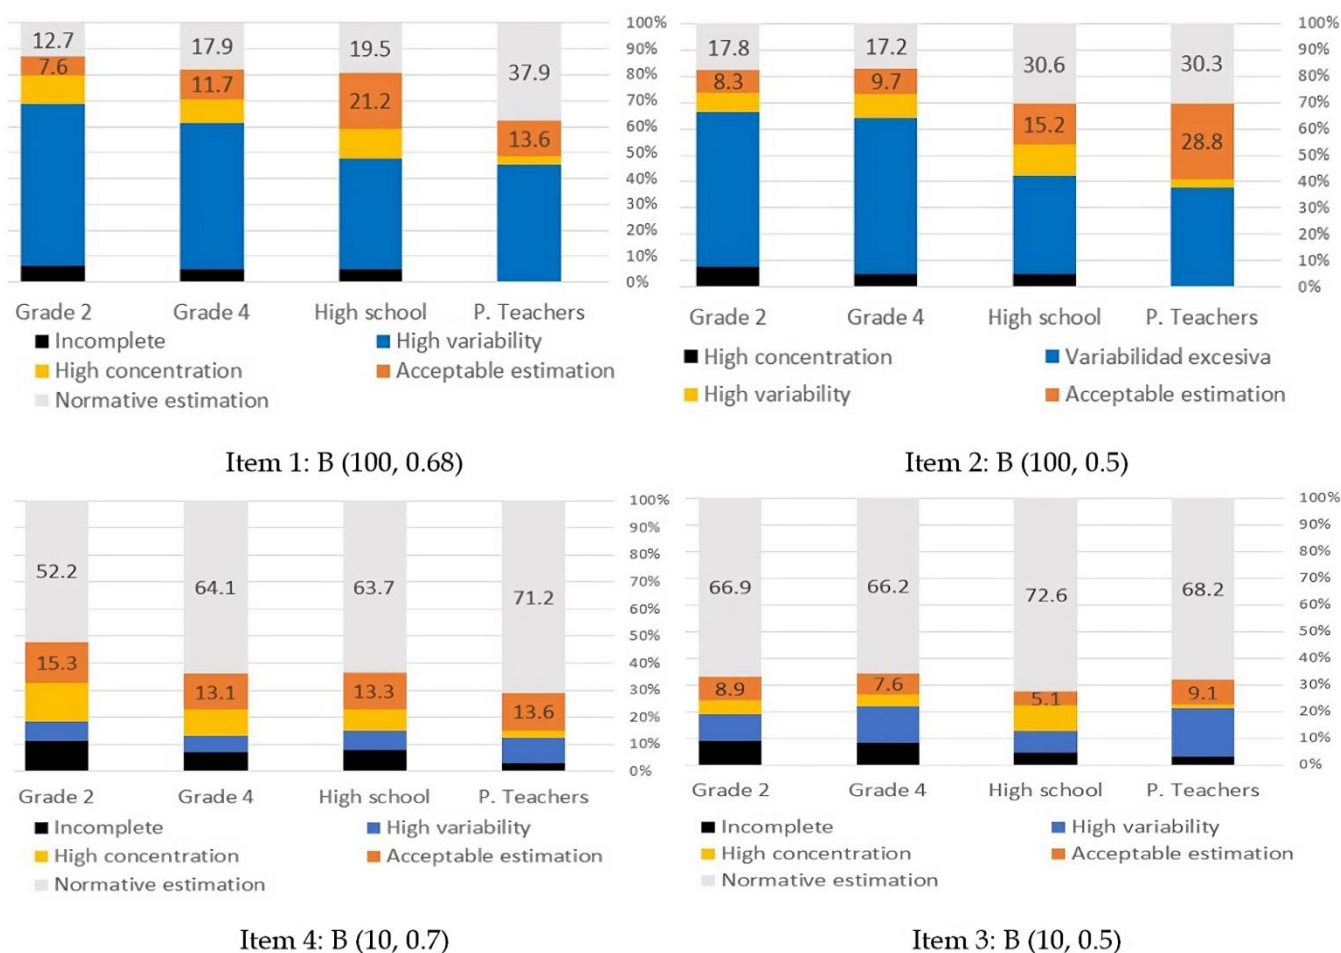 100%
90%
80%
70%
60%
50%
40%
30%
20%
10%
0%
12.7 17.9 19.5 37.9
7.6 11.7 21.2 13.6
Grade 2 Grade 4 High school P. Teachers
Incomplete High variability
High concentration Acceptable estimation
Normative estimation
Item 1: B (100, 0.68)
100%
90%
80%
70%
60%
50%
40%
30%
20%
10%
0%
17.8 17.2 30.6 30.3
8.3 9.7 15.2 28.8
Grade 2 Grade 4 High school P. Teachers
High concentration Variabilidad excesiva
High variability Acceptable estimation
Item 2: B (100, 0.5)
100%
90%
80%
70%
60%
50%
40%
30%
20%
10%
0%
52.2 64.1 63.7 71.2
15.3 13.1 13.3 13.6
Grade 2 Grade 4 High school P. Teachers
Incomplete High variability
High concentration Acceptable estimation
Normative estimation
Item 4: B (10, 0.7)
100%
90%
80%
70%
60%
50%
40%
30%
20%
10%
0%
66.9 66.2 72.6 68.2
8.9 7.6 5.1 9.1
Grade 2 Grade 4 High school P. Teachers
Incomplete High variability
High concentration Acceptable estimation
Normative estimation
Item 3: B (10, 0.5)